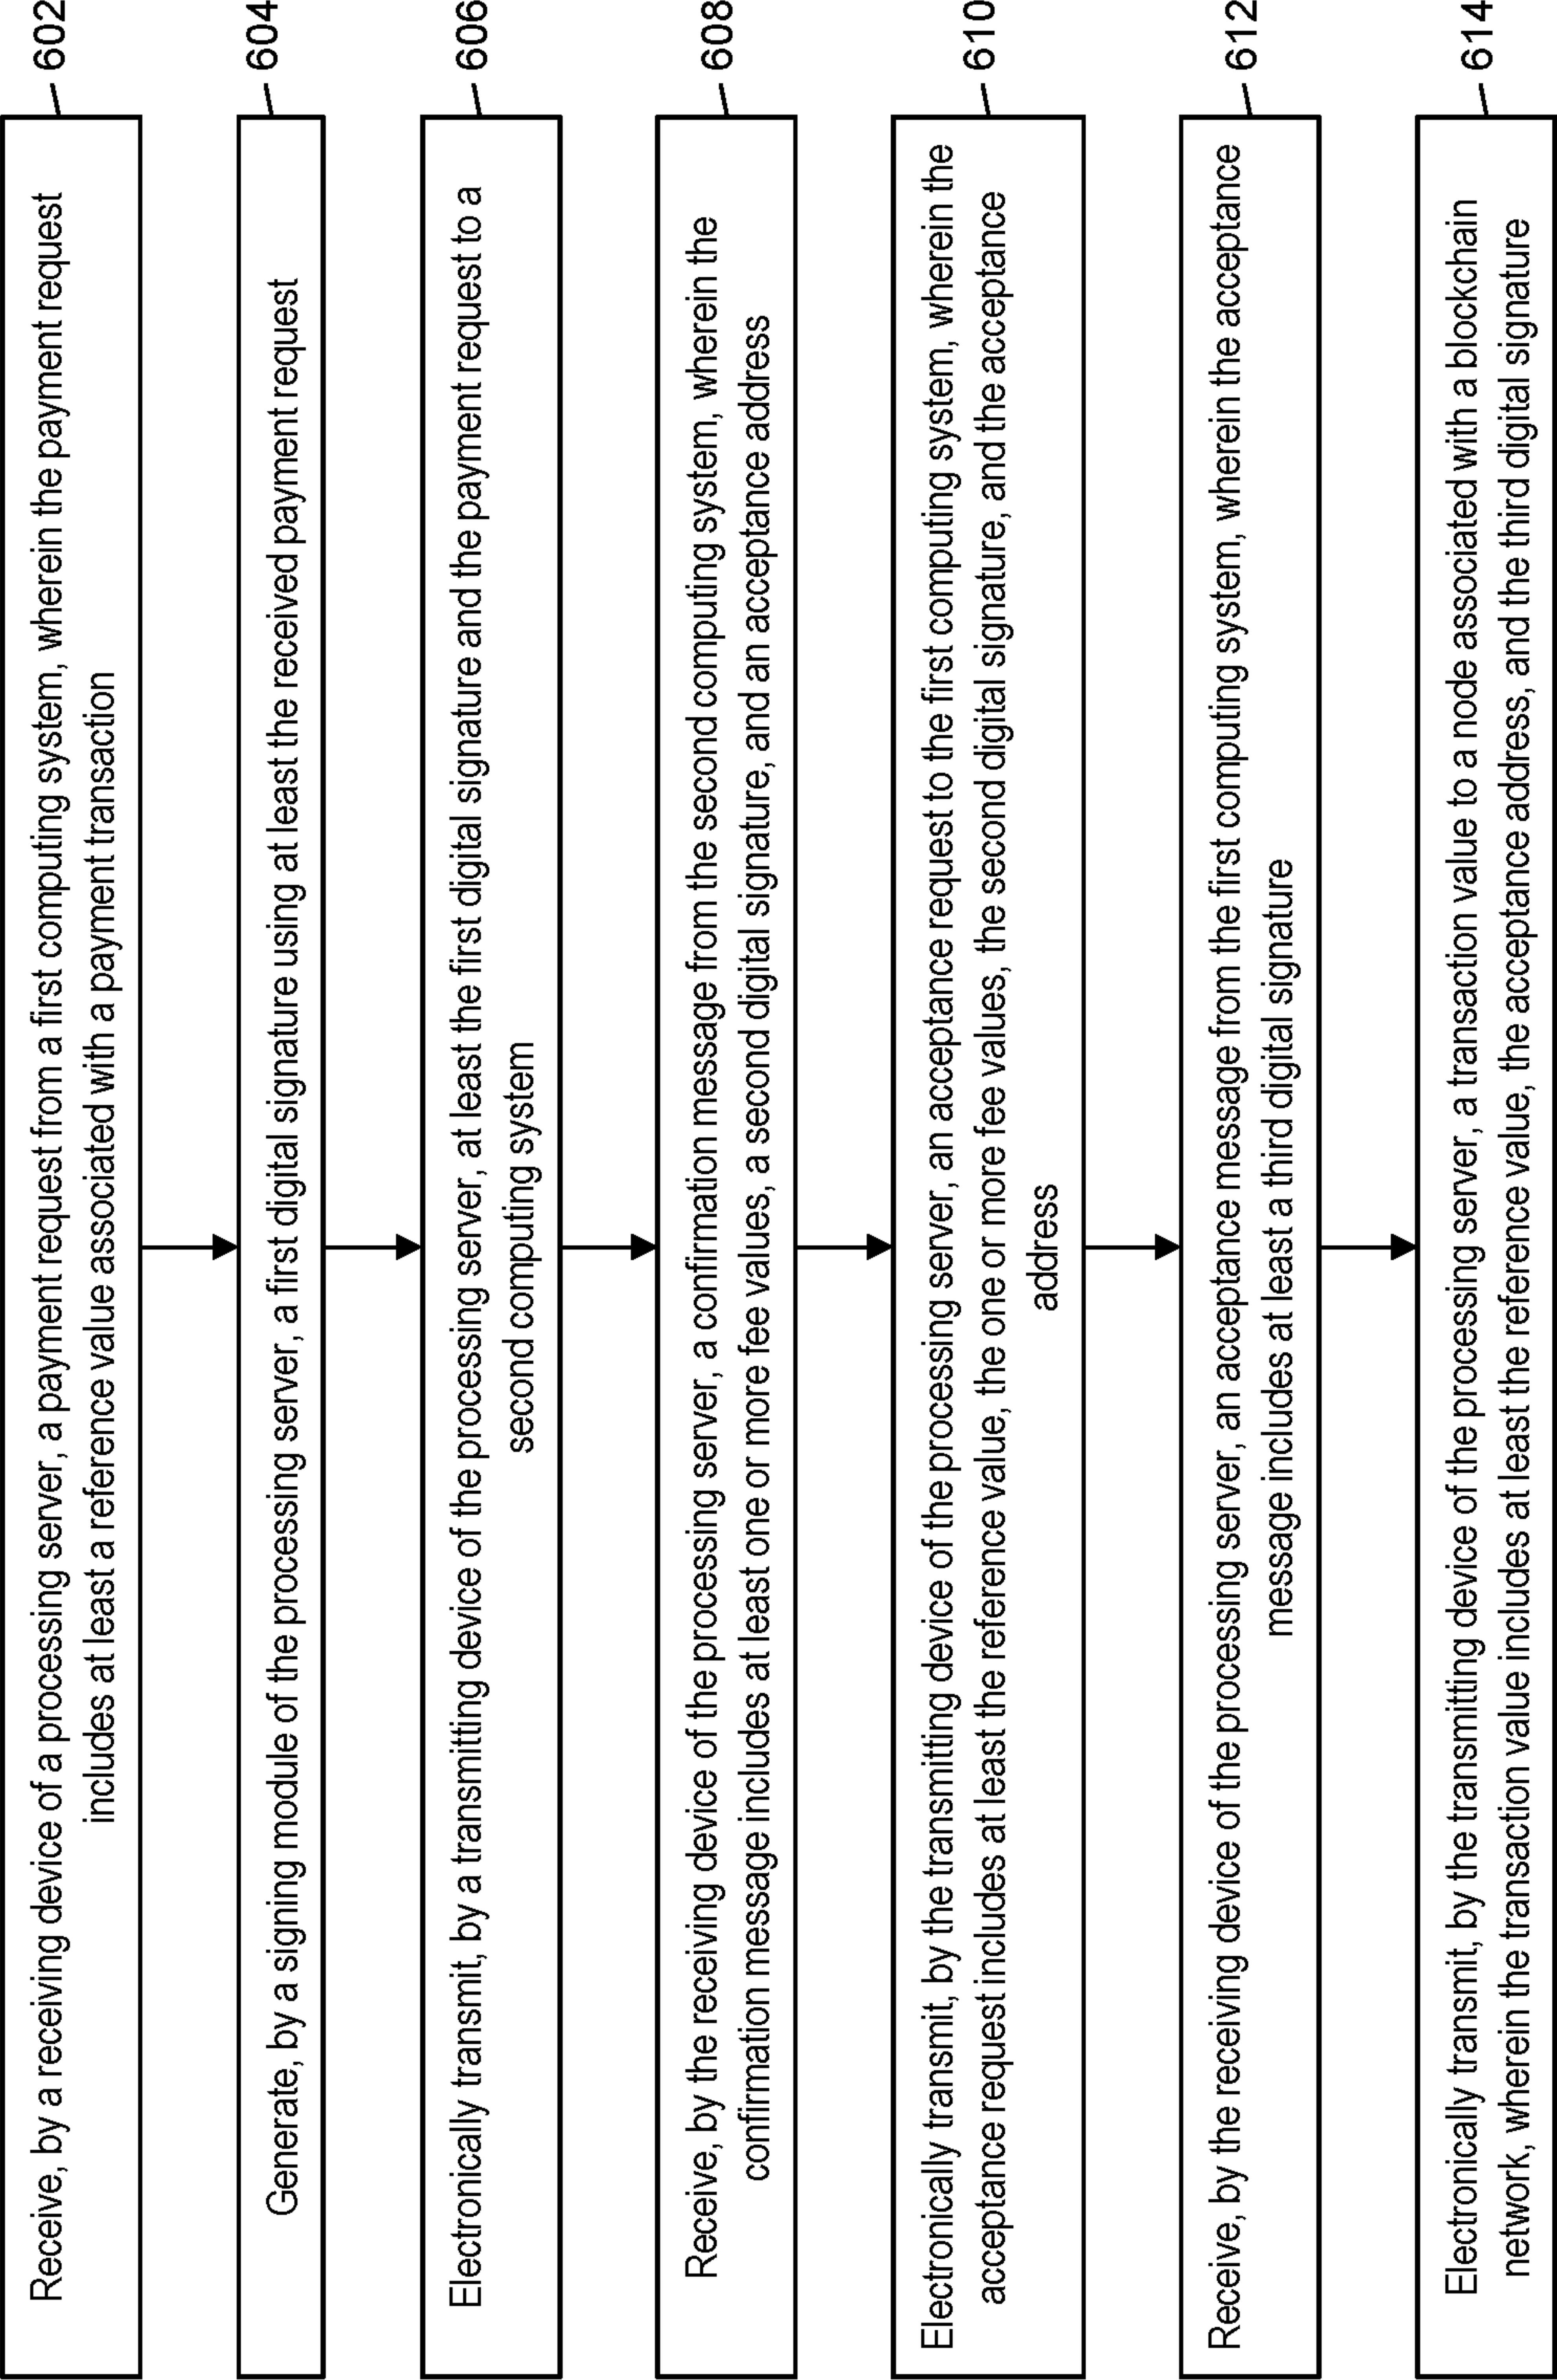 Receive, by a receiving device of a processing server, a payment request from a first computing system, wherein the payment request
includes at least a reference value associated with a payment transaction
602
Generate, by a signing module of the processing server, a first digital signature using at least the received payment request
604
Electronically transmit, by a transmitting device of the processing server, at least the first digital signature and the payment request to a
second computing system
606
Receive, by the receiving device of the processing server, a confirmation message from the second computing system, wherein the
confirmation message includes at least one or more fee values, a second digital signature, and an acceptance address
608
Electronically transmit, by the transmitting device of the processing server, an acceptance request to the first computing system, wherein the
acceptance request includes at least the reference value, the one or more fee values, the second digital signature, and the acceptance
address
610
Receive, by the receiving device of the processing server, an acceptance message from the first computing system, wherein the acceptance
message includes at least a third digital signature
612
Electronically transmit, by the transmitting device of the processing server, a transaction value to a node associated with a blockchain
network, wherein the transaction value includes at least the reference value, the acceptance address, and the third digital signature
614